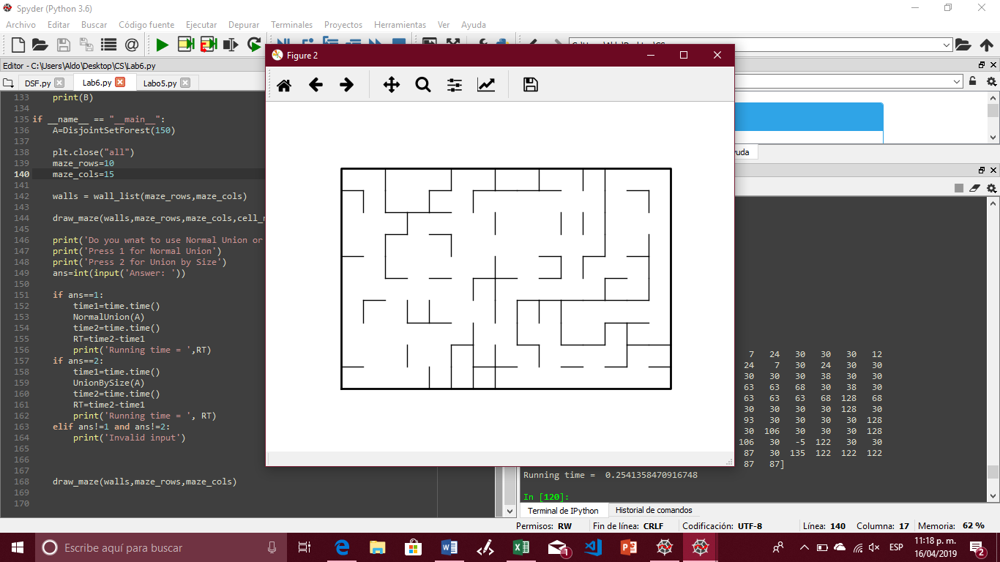 Spyder (Python 3.6)
Archivo Editar Buscar Código fuente Ejecutar Depurar Terminales Proyectos Herramientas Ver Ayuda
Editor - C:\Users\Aldo\Desktop\CS\Lab6.py
DSF.py Lab6.py Labo5.py
Figure 2
133 print(B)
134
135 if __name__ == "__main__":
136 A=DisjointSetForest(150)
137
138 plt.close("all")
139 maze_rows=10
140 maze_cols=15
141
142 walls = wall_list(maze_rows,maze_cols)
143
144 draw_maze(walls,maze_rows,maze_cols,cell_
145
146 print('Do you wnat to use Normal Union or
147 print('Press 1 for Normal Union')
148 print('Press 2 for Union by Size')
149 ans=int(input('Answer: '))
150
151 if ans==1:
152 time1=time.time()
153 NormalUnion(A)
154 time2=time.time()
155 RT=time2-time1
156 print('Running time = ',RT)
157 if ans==2:
158 time1=time.time()
159 UnionBySize(A)
160 time2=time.time()
161 RT=time2-time1
162 print('Running time = ', RT)
163 elif ans!=1 and ans!=2:
164 print('Invalid input')
165
166
167
168 draw_maze(walls,maze_rows,maze_cols)
169
170
yuda
7 24 30 30 30 12
24 7 30 24 30 30
30 30 30 38 30 30
63 63 68 30 38 30
63 63 63 68 128 68
30 30 30 30 128 30
93 30 30 30 30 128
30 106 30 30 30 128
106 30 -5 122 30 30
87 30 135 122 122 122
87 87]
Running time = 0.2541358470916748
In [120]:
Terminal de IPython Historial de comandos
Permisos: RW Fin de línea: CRLF Codificación: UTF-8 Línea: 140 Columna: 17 Memoria: 62 %
Escribe aquí para buscar
1
ESP
11:18 p. m.
16/04/2019
2